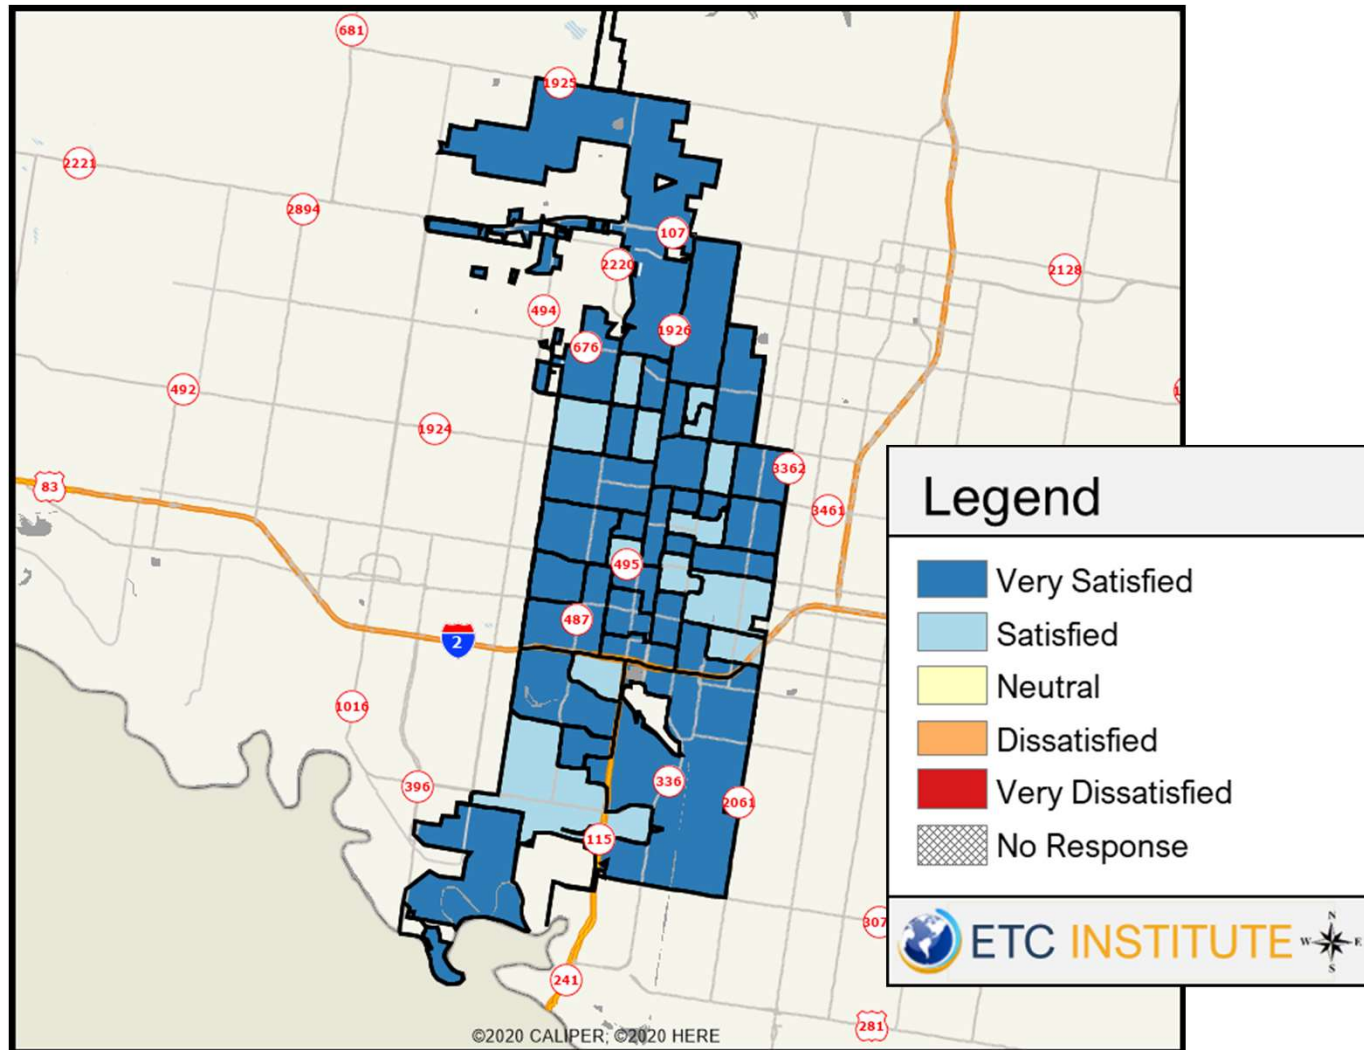 681
1925
2221
2894
107
2220
2128
494
1926
676
492
1924
3362
83
3461
495
487
2
1016
336
396
2061
115
307
241
281
©2020 CALIPER; ©2020 HERE
Legend
Very Satisfied
Satisfied
Neutral
Dissatisfied
Very Dissatisfied
No Response
ETC INSTITUTE
N
W E
S